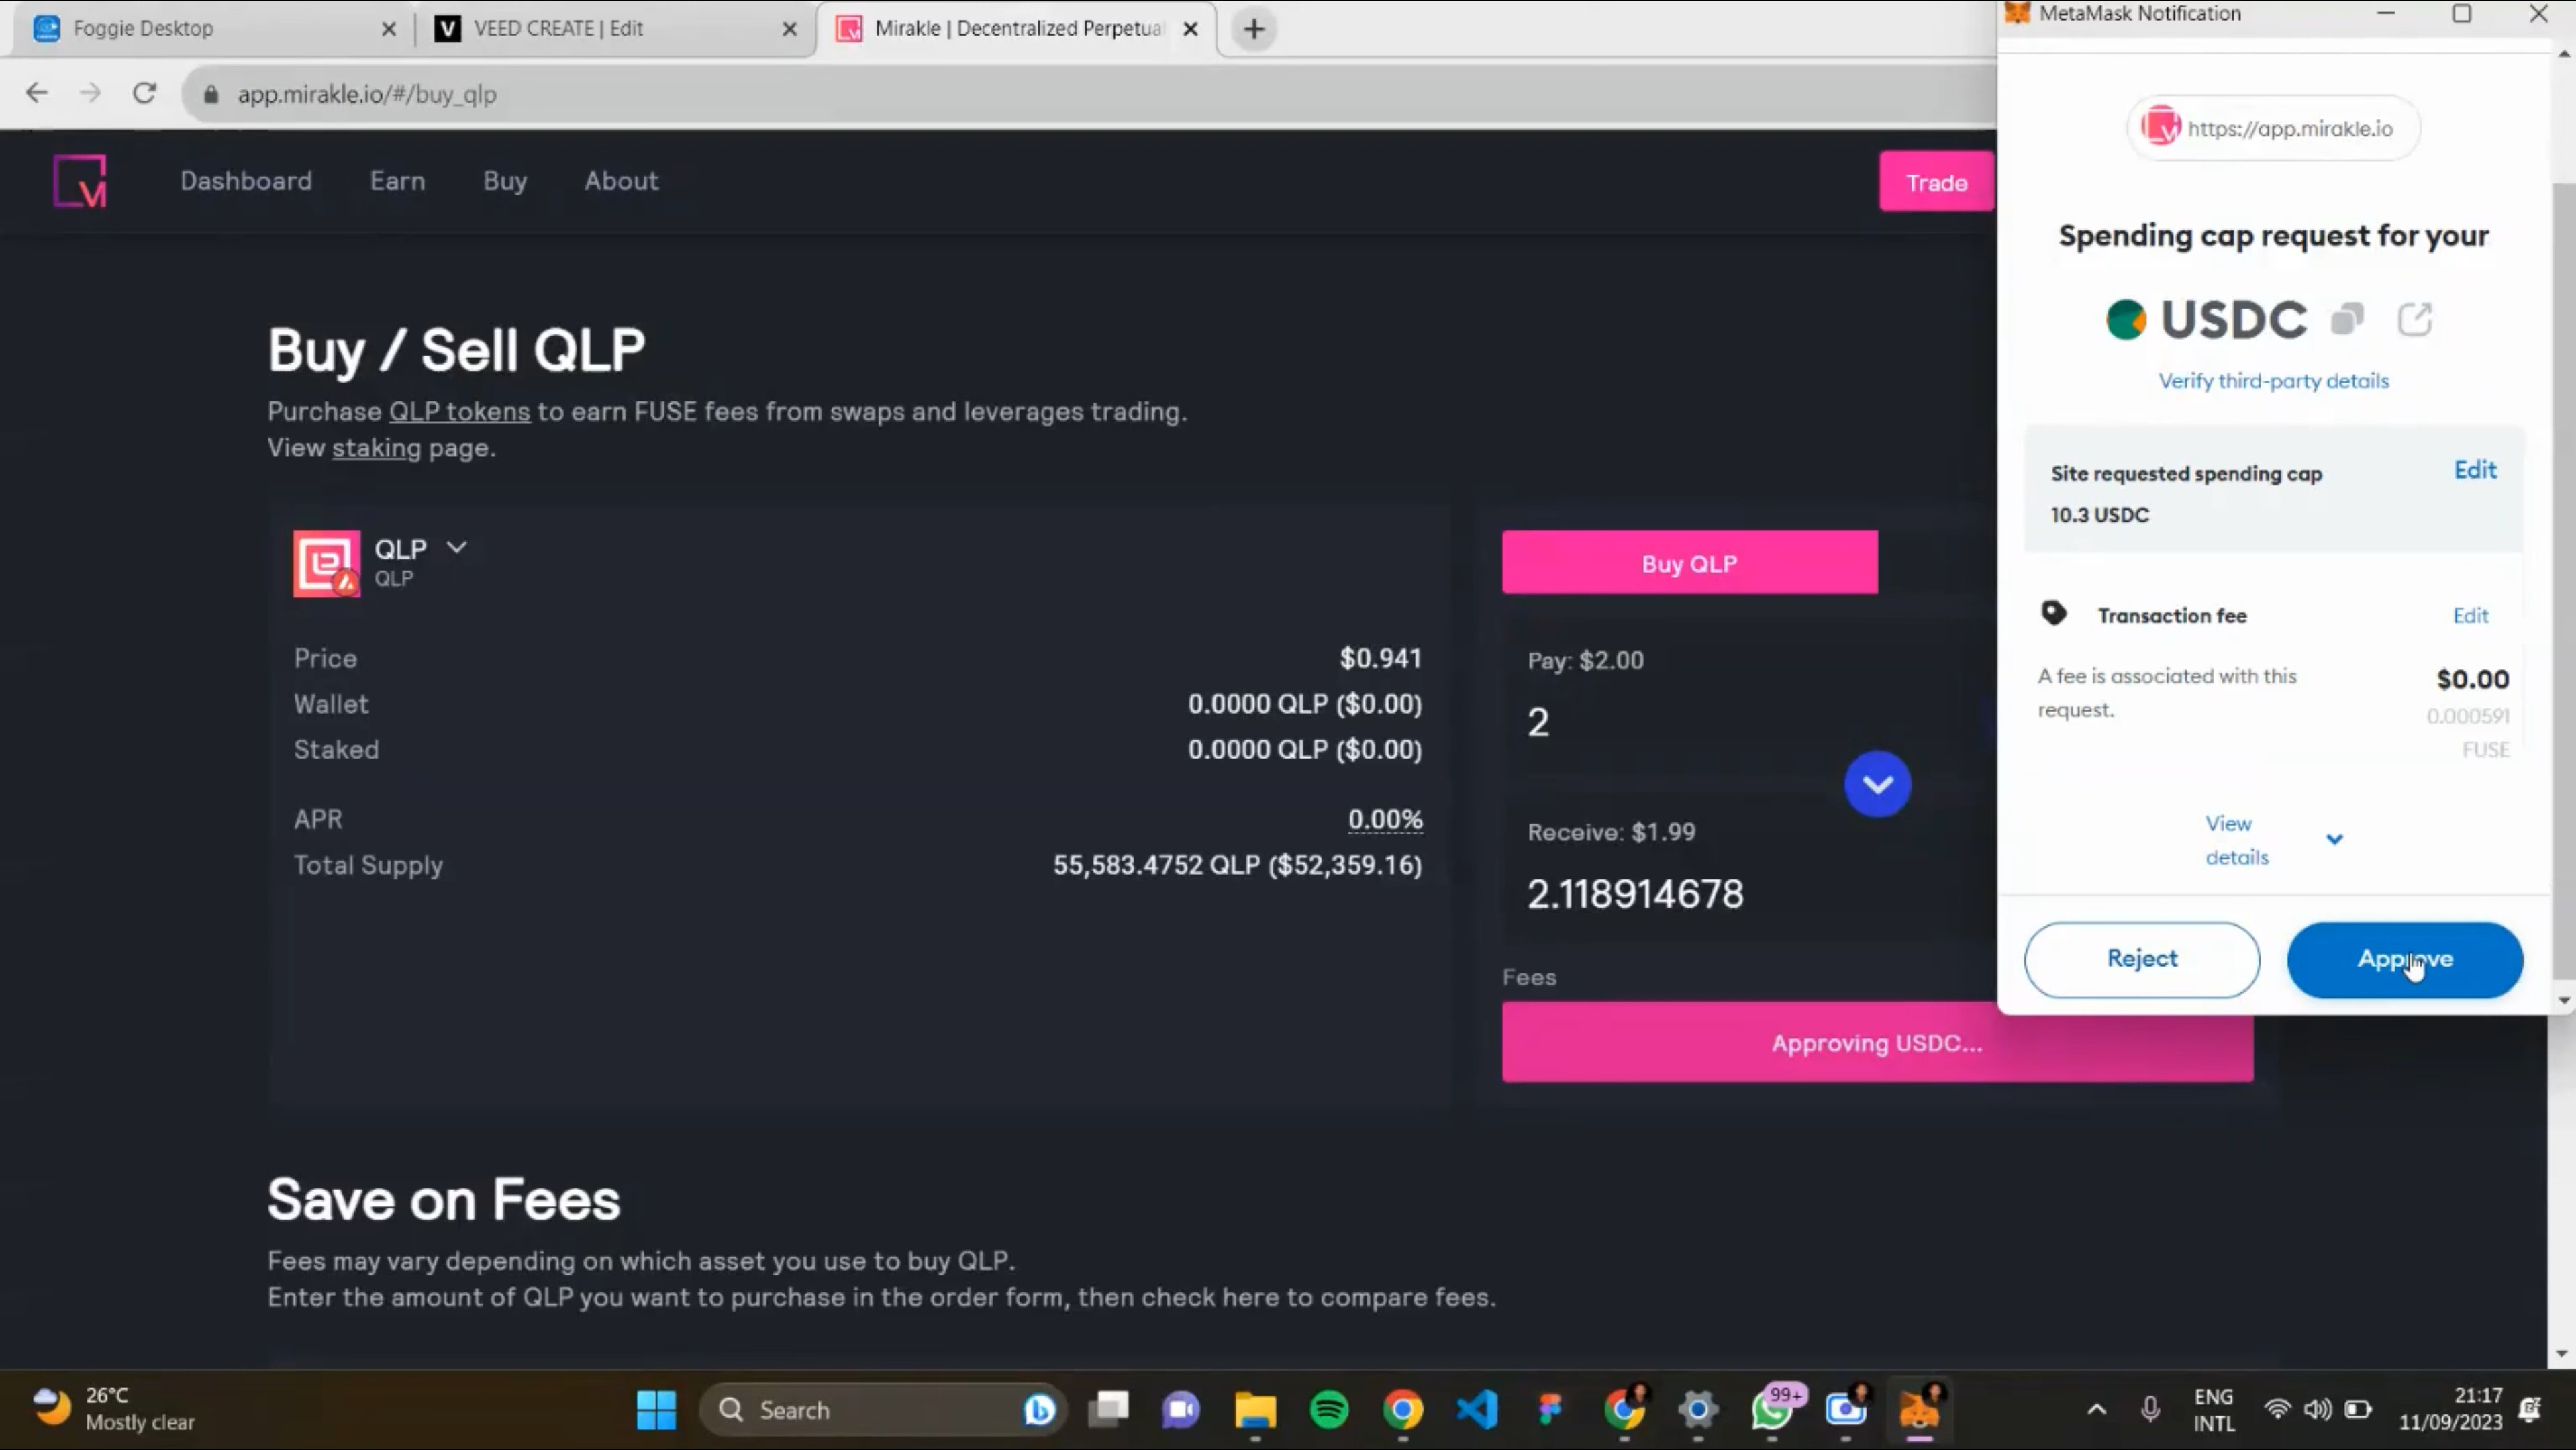 Foggie Desktop
VEED CREATE | Edit
Mirakle | Decentralized Perpetual
MetaMask Notification
app.mirakle.io/#/buy_qlp
https://app.mirakle.io
Dashboard
Earn
Buy
About
Trade
Buy / Sell QLP
Purchase QLP tokens to earn FUSE fees from swaps and leverages trading.
View staking page.
QLP
QLP
Price
$0.941
Wallet
0.0000 QLP ($0.00)
Staked
0.0000 QLP ($0.00)
APR
0.00%
Total Supply
55,583.4752 QLP ($52,359.16)
Buy QLP
Pay: $2.00
2
Receive: $1.99
2.118914678
Fees
Approving USDC...
Spending cap request for your
USDC
Verify third-party details
Site requested spending cap
Edit
10.3 USDC
Transaction fee
Edit
A fee is associated with this
request.
$0.00
0.000591
FUSE
View
details
Reject
Approve
Save on Fees
Fees may vary depending on which asset you use to buy QLP.
Enter the amount of QLP you want to purchase in the order form, then check here to compare fees.
26°C
Mostly clear
Search
99+
ENG
INTL
21:17
11/09/2023